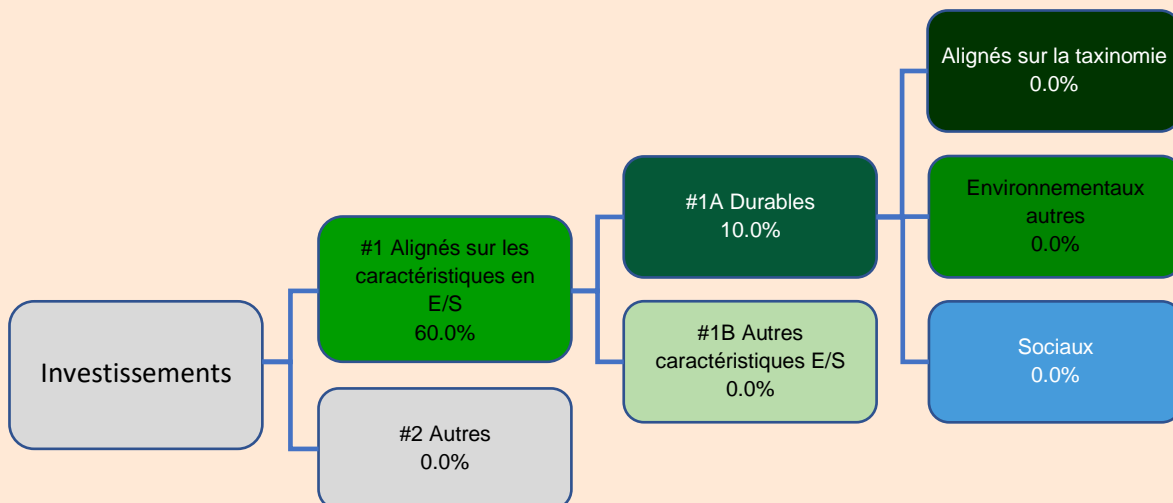 Investissements
#1 Alignés sur les
caractéristiques en
E/S
60.0%
#2 Autres
0.0%
#1A Durables
10.0%
#1B Autres
caractéristiques E/S
0.0%
Alignés sur la taxinomie
0.0%
Environnementaux
autres
0.0%
Sociaux
0.0%